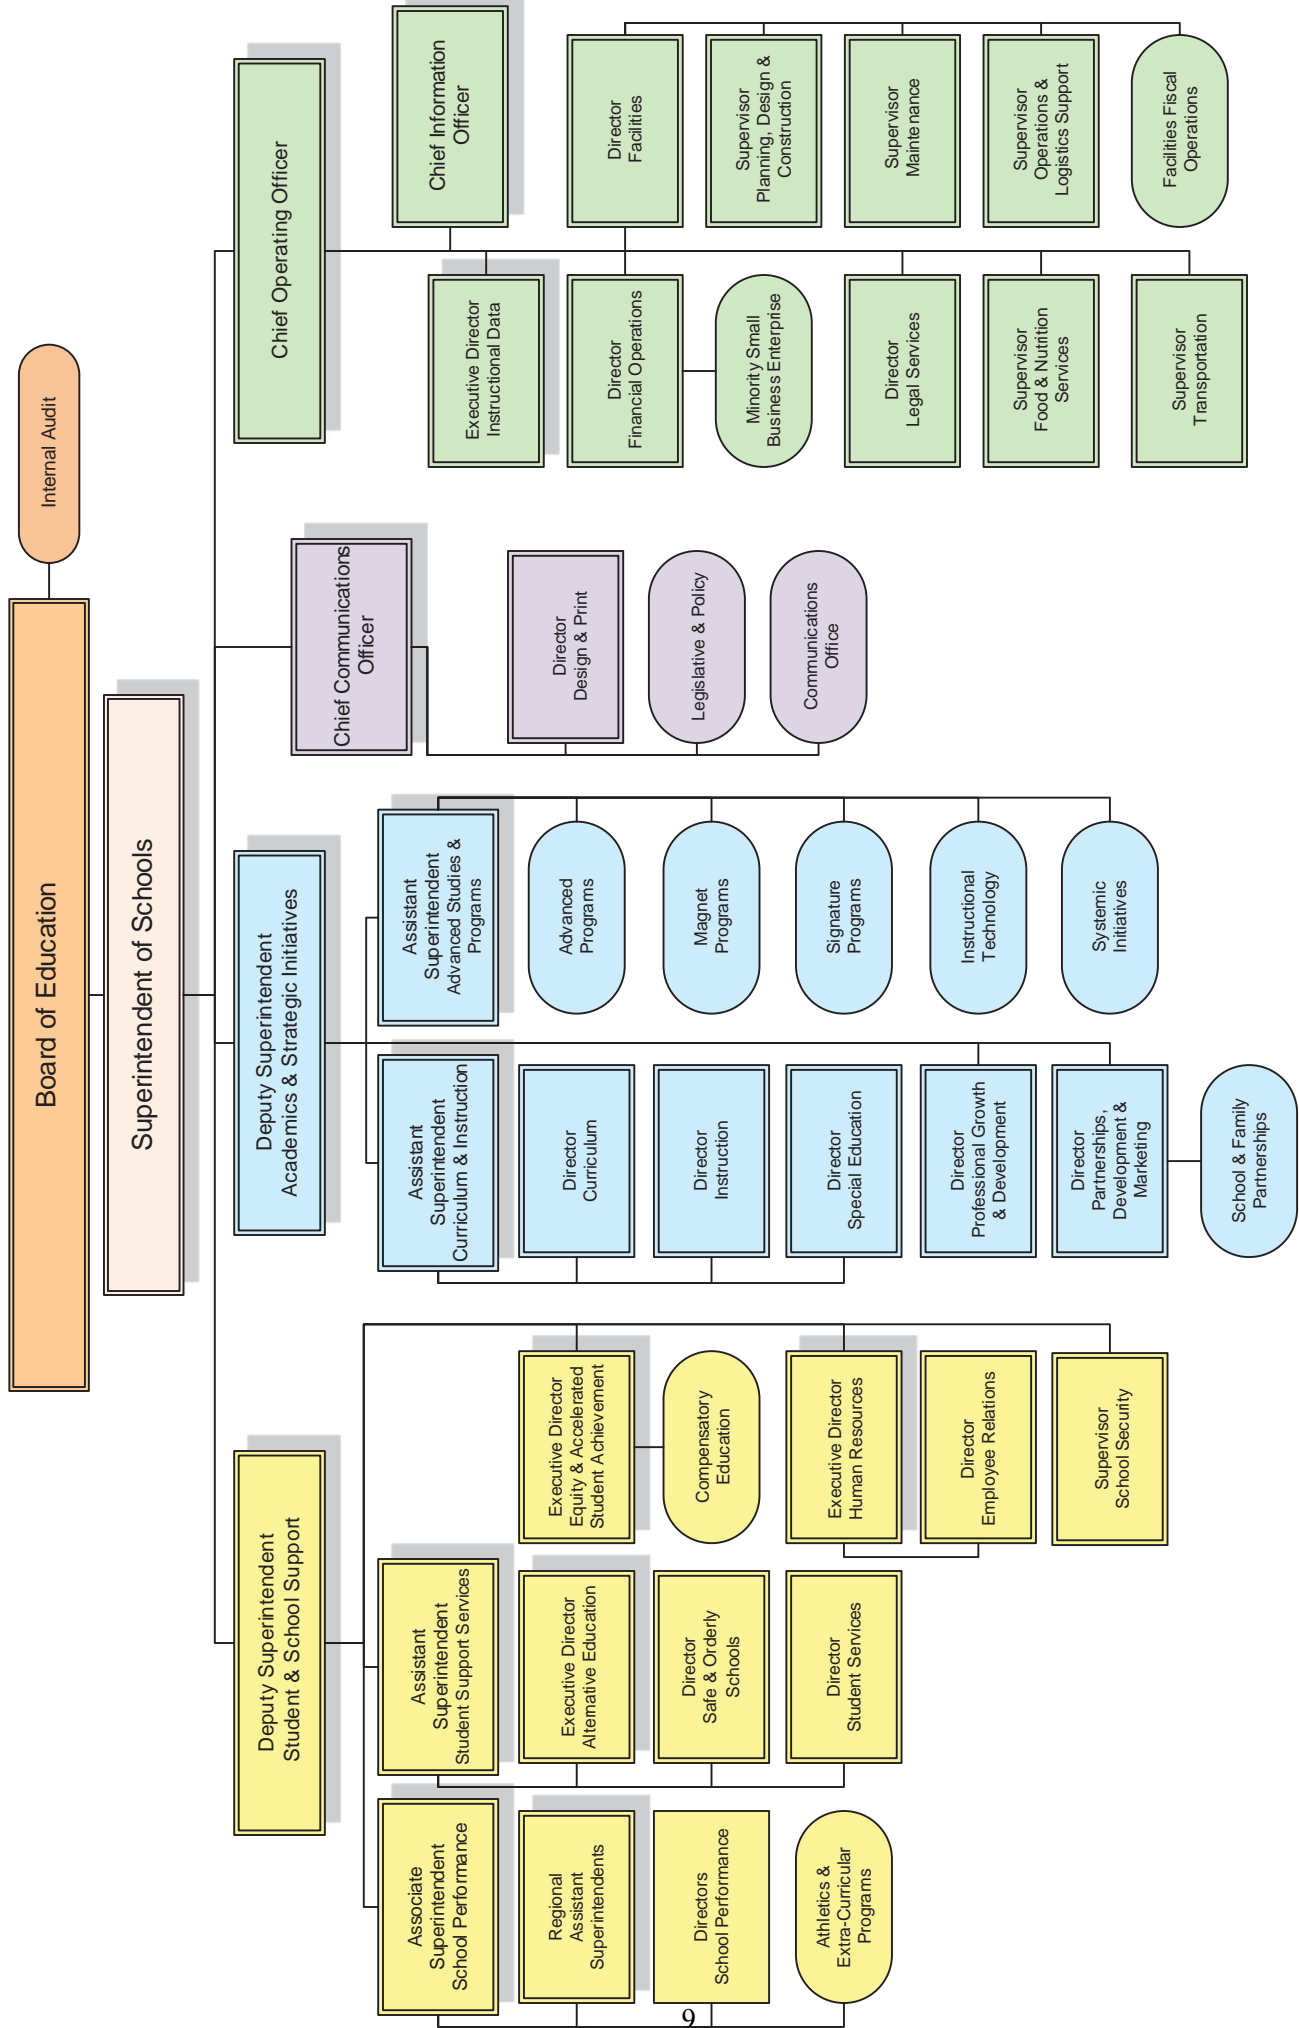 Board of Education
Internal Audit
Superintendent of Schools
Deputy Superintendent
Student & School Support
Deputy Superintendent
Academics & Strategic Initiatives
Chief Communications
Officer
Chief Operating Officer
Associate
Superintendent
School Performance
Regional
Assistant
Superintendents
Directors
School Performance
Athletics &
Extra-Curricular
Programs
Assistant
Superintendent
Student Support Services
Executive Director
Alternative Education
Director
Safe & Orderly
Schools
Director
Student Services
Executive Director
Equity & Accelerated
Student Achievement
Compensatory
Education
Executive Director
Human Resources
Director
Employee Relations
Supervisor
School Security
Assistant
Superintendent
Curriculum & Instruction
Director
Curriculum
Director
Instruction
Director
Special Education
Director
Professional Growth
& Development
Director
Partnerships,
Development &
Marketing
School & Family
Partnerships
Assistant
Superintendent
Advanced Studies &
Programs
Advanced
Programs
Magnet
Programs
Signature
Programs
Instructional
Technology
Systemic
Initiatives
Director
Design & Print
Legislative & Policy
Communications
Office
Executive Director
Instructional Data
Director
Financial Operations
Minority Small
Business Enterprise
Director
Legal Services
Supervisor
Food & Nutrition
Services
Supervisor
Transportation
Chief Information
Officer
Director
Facilities
Supervisor
Planning, Design &
Construction
Supervisor
Maintenance
Supervisor
Operations &
Logistics Support
Facilities Fiscal
Operations
9